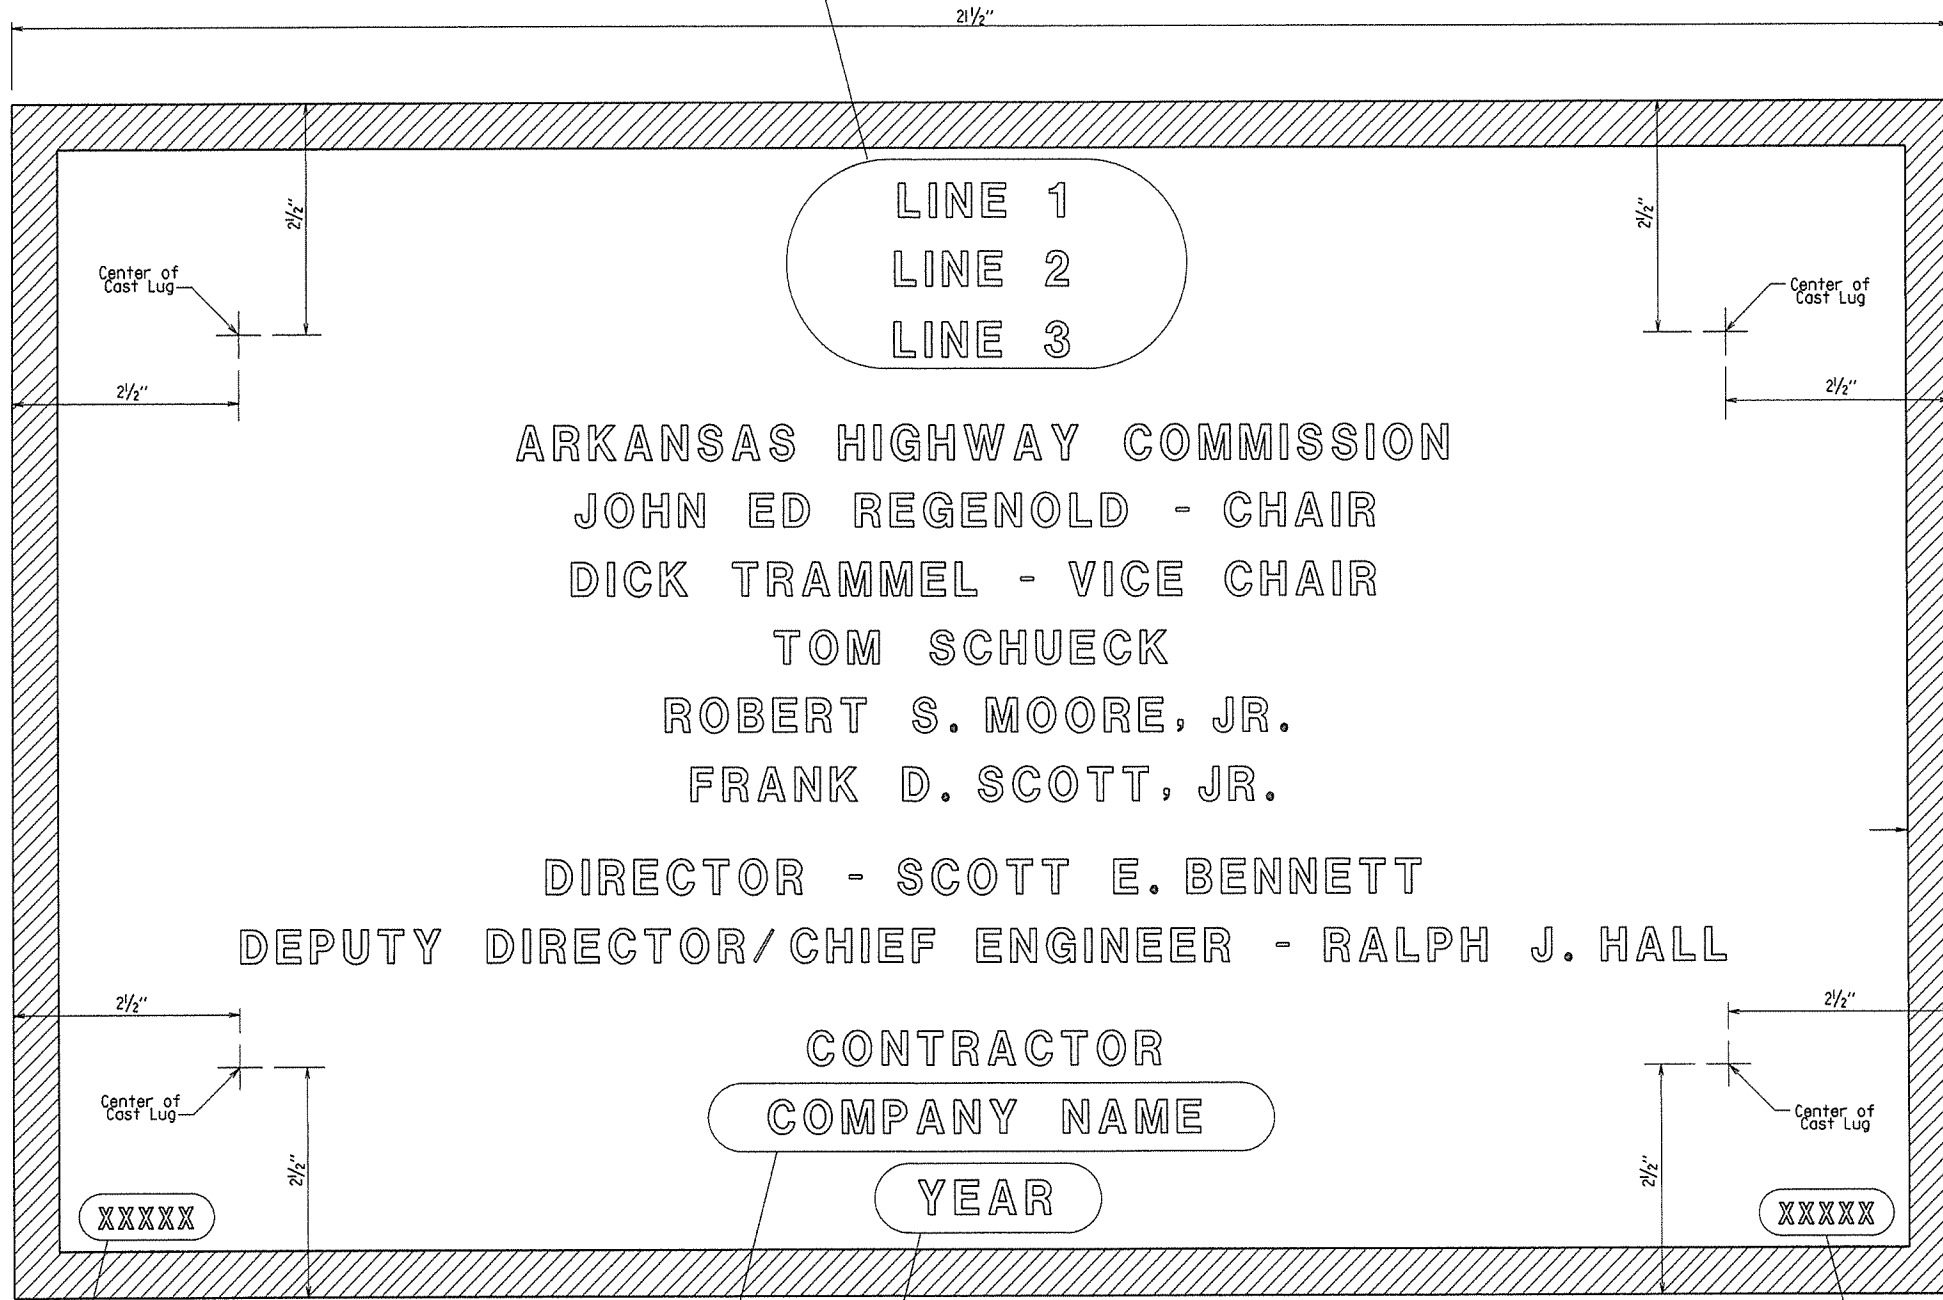 21½"
LINE 1
LINE 2
LINE 3
2½"
2½"
Center of
Cast Lug
Center of
Cast Lug
2½"
2½"
ARKANSAS HIGHWAY COMMISSION
JOHN ED REGENOLD - CHAIR
DICK TRAMMEL - VICE CHAIR
TOM SCHUECK
ROBERT S. MOORE, JR.
FRANK D. SCOTT, JR.
DIRECTOR - SCOTT E. BENNETT
DEPUTY DIRECTOR/CHIEF ENGINEER - RALPH J. HALL
2½"
2½"
CONTRACTOR
COMPANY NAME
Center of
Cast Lug
Center of
Cast Lug
2½"
2½"
YEAR
XXXXX
XXXXX